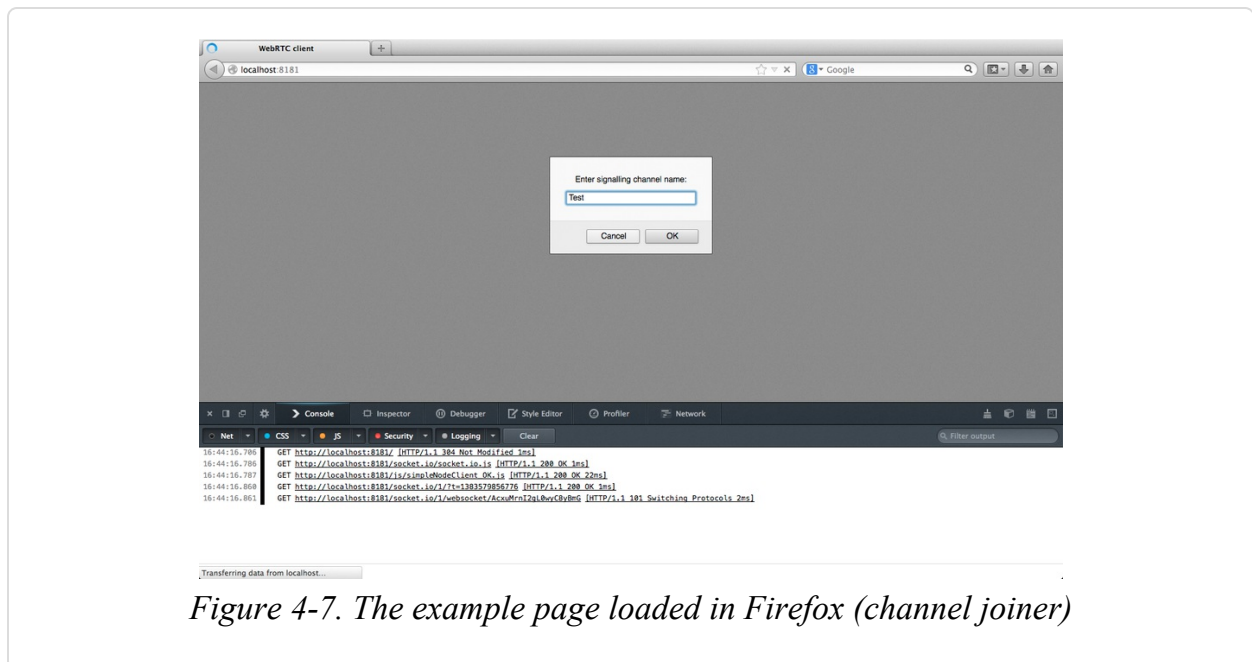 WebRTC client
localhost:8181
Google
Enter signalling channel name:
Test
Cancel OK
Console Inspector Debugger Style Editor Profiler Network
Net CSS JS Security Logging Clear Filter output
16:44:16.706 GET http://localhost:8181/ [HTTP/1.1 304 Not Modified 1ms]
16:44:16.786 GET http://localhost:8181/socket.io/socket.io.js [HTTP/1.1 200 OK 1ms]
16:44:16.787 GET http://localhost:8181/js/simpleNodeClient_OK.js [HTTP/1.1 200 OK 22ms]
16:44:16.860 GET http://localhost:8181/socket.io/1/?t=1383579856776 [HTTP/1.1 200 OK 1ms]
16:44:16.861 GET http://localhost:8181/socket.io/1/websocket/AcxuMrnI2gL0wyC8yBmG [HTTP/1.1 101 Switching Protocols 2ms]
Transferring data from localhost...
Figure 4-7. The example page loaded in Firefox (channel joiner)